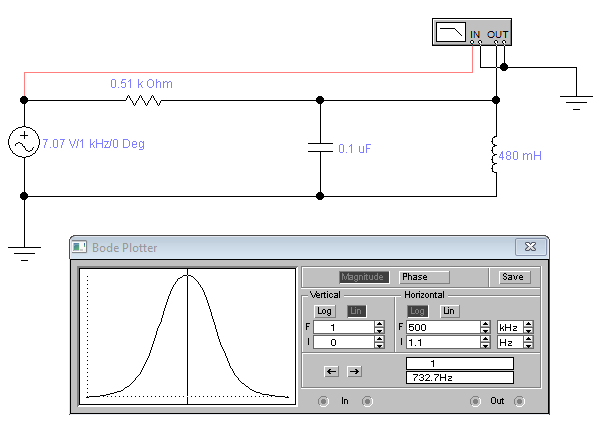 IN OUT
0.51 k Ohm
7.07 V/1 kHz/0 Deg
0.1 uF
480 mH
Bode Plotter
Magnitude Phase Save
Vertical Horizontal
Log Lin Log Lin
F 1 F 500 kHz
I 0 I 1.1 Hz
1
732.7Hz
In Out